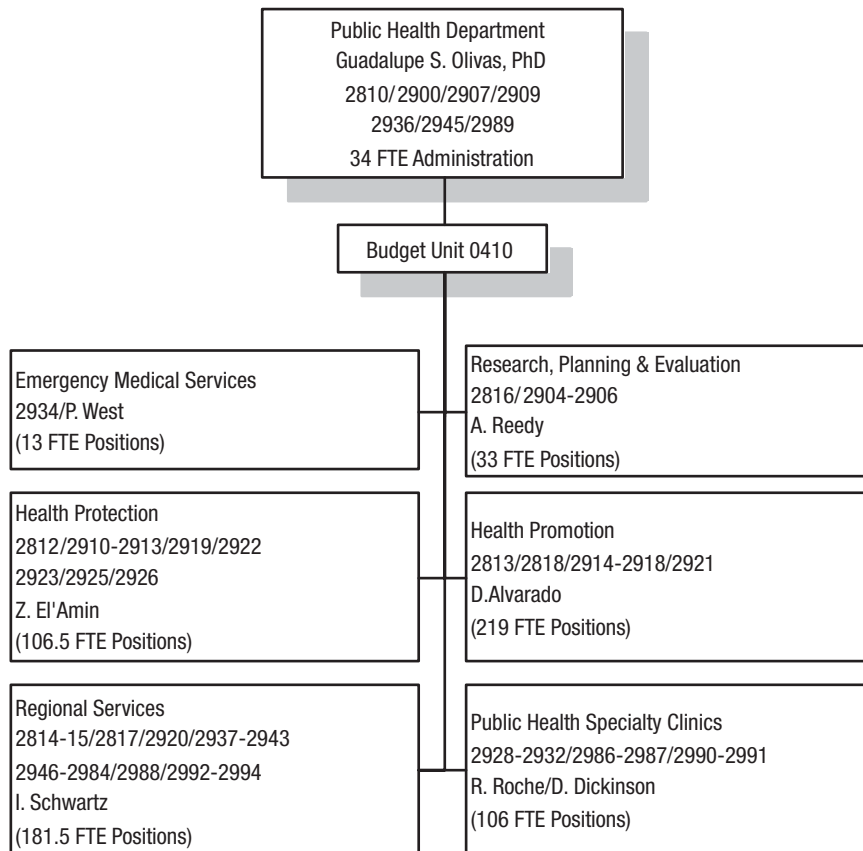 Public Health Department
Guadalupe S. Olivas, PhD
2810/2900/2907/2909
2936/2945/2989
34 FTE Administration
Budget Unit 0410
Emergency Medical Services
2934/P. West
(13 FTE Positions)
Research, Planning & Evaluation
2816/2904-2906
A. Reedy
(33 FTE Positions)
Health Protection
2812/2910-2913/2919/2922
2923/2925/2926
Z. El'Amin
(106.5 FTE Positions)
Health Promotion
2813/2818/2914-2918/2921
D.Alvarado
(219 FTE Positions)
Regional Services
2814-15/2817/2920/2937-2943
2946-2984/2988/2992-2994
I. Schwartz
(181.5 FTE Positions)
Public Health Specialty Clinics
2928-2932/2986-2987/2990-2991
R. Roche/D. Dickinson
(106 FTE Positions)